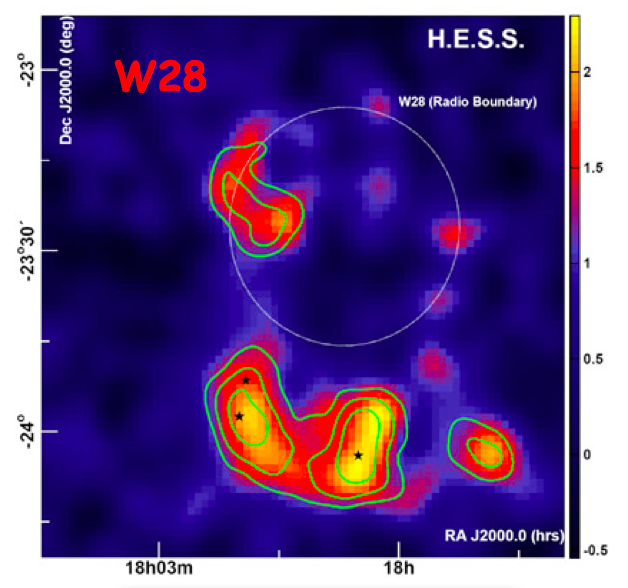 H.E.S.S.
W28
W28 (Radio Boundary)
Dec J2000.0 (deg)
-23°
-23°30´
-24°
2
1.5
1
0.5
0
-0.5
RA J2000.0 (hrs)
18h03m
18h